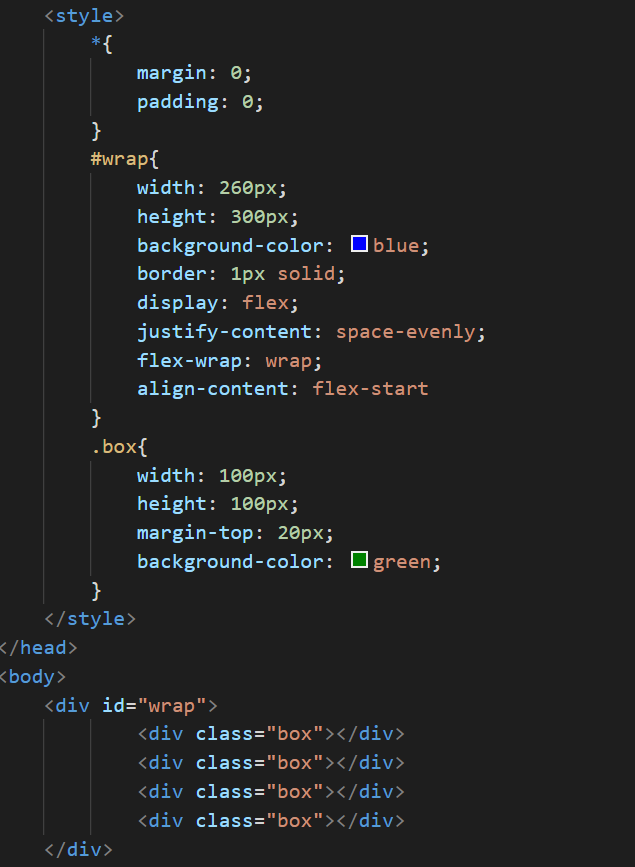 <style>
*{
margin: 0;
padding: 0;
}
#wrap{
width: 260px;
height: 300px;
background-color: blue;
border: 1px solid;
display: flex;
justify-content: space-evenly;
flex-wrap: wrap;
align-content: flex-start
}
.box{
width: 100px;
height: 100px;
margin-top: 20px;
background-color: green;
}
</style>
</head>
<body>
<div id="wrap">
<div class="box"></div>
<div class="box"></div>
<div class="box"></div>
<div class="box"></div>
</div>